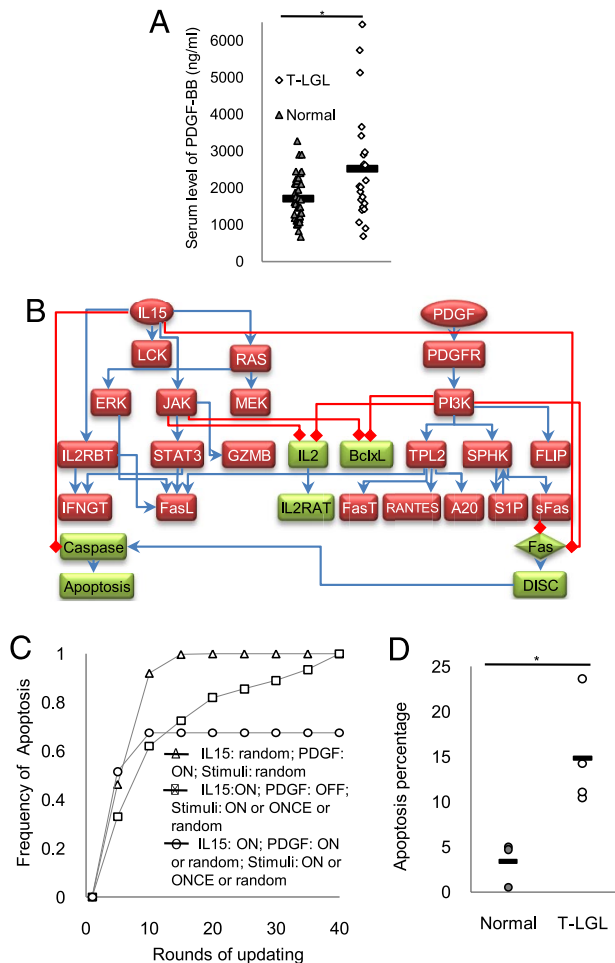 A
*
Serum level of PDGF-BB (ng/ml)
6000
5000
4000
3000
2000
1000
0
T-LGL
Normal
B
IL15
PDGF
LCK
RAS
PDGFR
ERK
JAK
MEK
PI3K
IL2RBT
STAT3
GZMB
IL2
BclxL
TPL2
SPHK
FLIP
IFNGT
FasL
IL2RAT
FasT
RANTES
A20
S1P
sFas
Caspase
Fas
Apoptosis
DISC
C
Frequency of Apoptosis
1
0.8
0.6
0.4
0.2
0
IL15: random; PDGF:
ON; Stimuli: random
IL15:ON; PDGF: OFF;
Stimuli: ON or ONCE or
random
IL15: ON; PDGF: ON
or random; Stimuli: ON or
ONCE or random
0
10
20
30
40
Rounds of updating
D
*
Apoptosis percentage
25
20
15
10
5
0
Normal
T-LGL